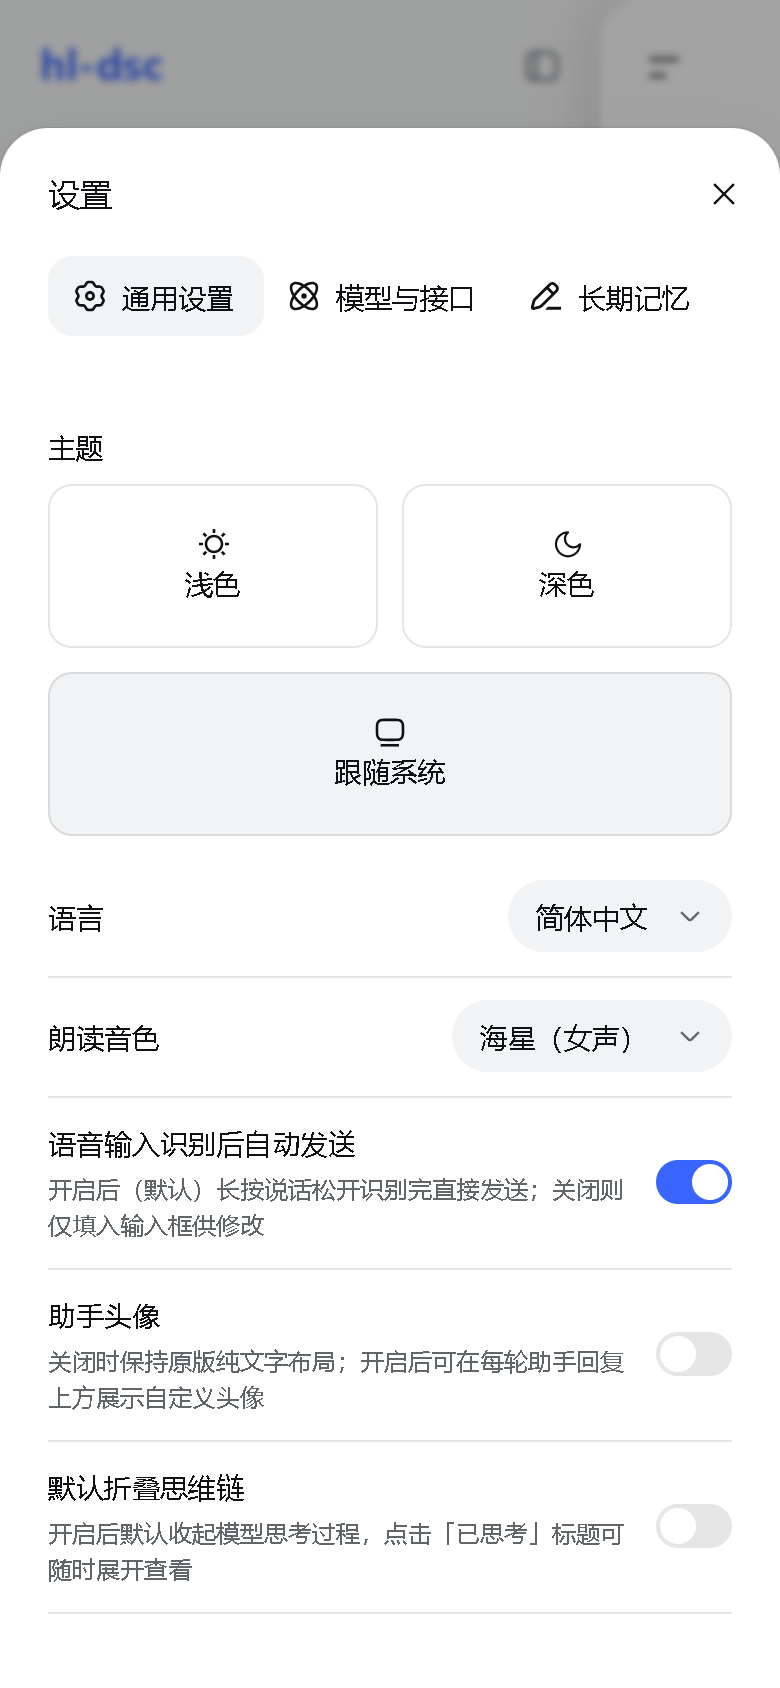 hl-dsc
设置
通用设置 模型与接口 长期记忆
主题
浅色 深色
跟随系统
语言 简体中文
朗读音色 海星（女声）
语音输入识别后自动发送
开启后（默认）长按说话松开识别完直接发送；关闭则
仅填入输入框供修改
助手头像
关闭时保持原版纯文字布局；开启后可在每轮助手回复
上方展示自定义头像
默认折叠思维链
开启后默认收起模型思考过程，点击「已思考」标题可
随时展开查看